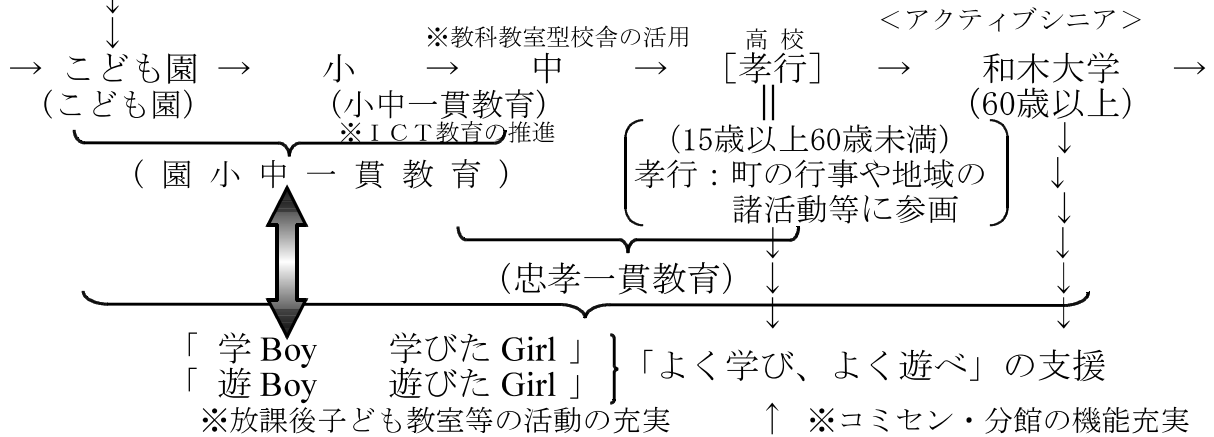 ↓
↓
<アクティブシニア>
※教科教室型校舎の活用
高校
→ こども園 → 小 → 中 → [孝行] → 和木大学 →
(こども園) (小中一貫教育) || (60歳以上)
※ICT教育の推進
(15歳以上60歳未満) ↓
(園小中一貫教育) 孝行:町の行事や地域の ↓
諸活動等に参画 ↓
↓ ↓
(忠孝一貫教育) ↓ ↓
↓ ↓
↓ ↓
「学Boy 学びたGirl」
「遊Boy 遊びたGirl」
「よく学び、よく遊べ」の支援
※放課後子ども教室等の活動の充実 ↑ ※コミセン・分館の機能充実